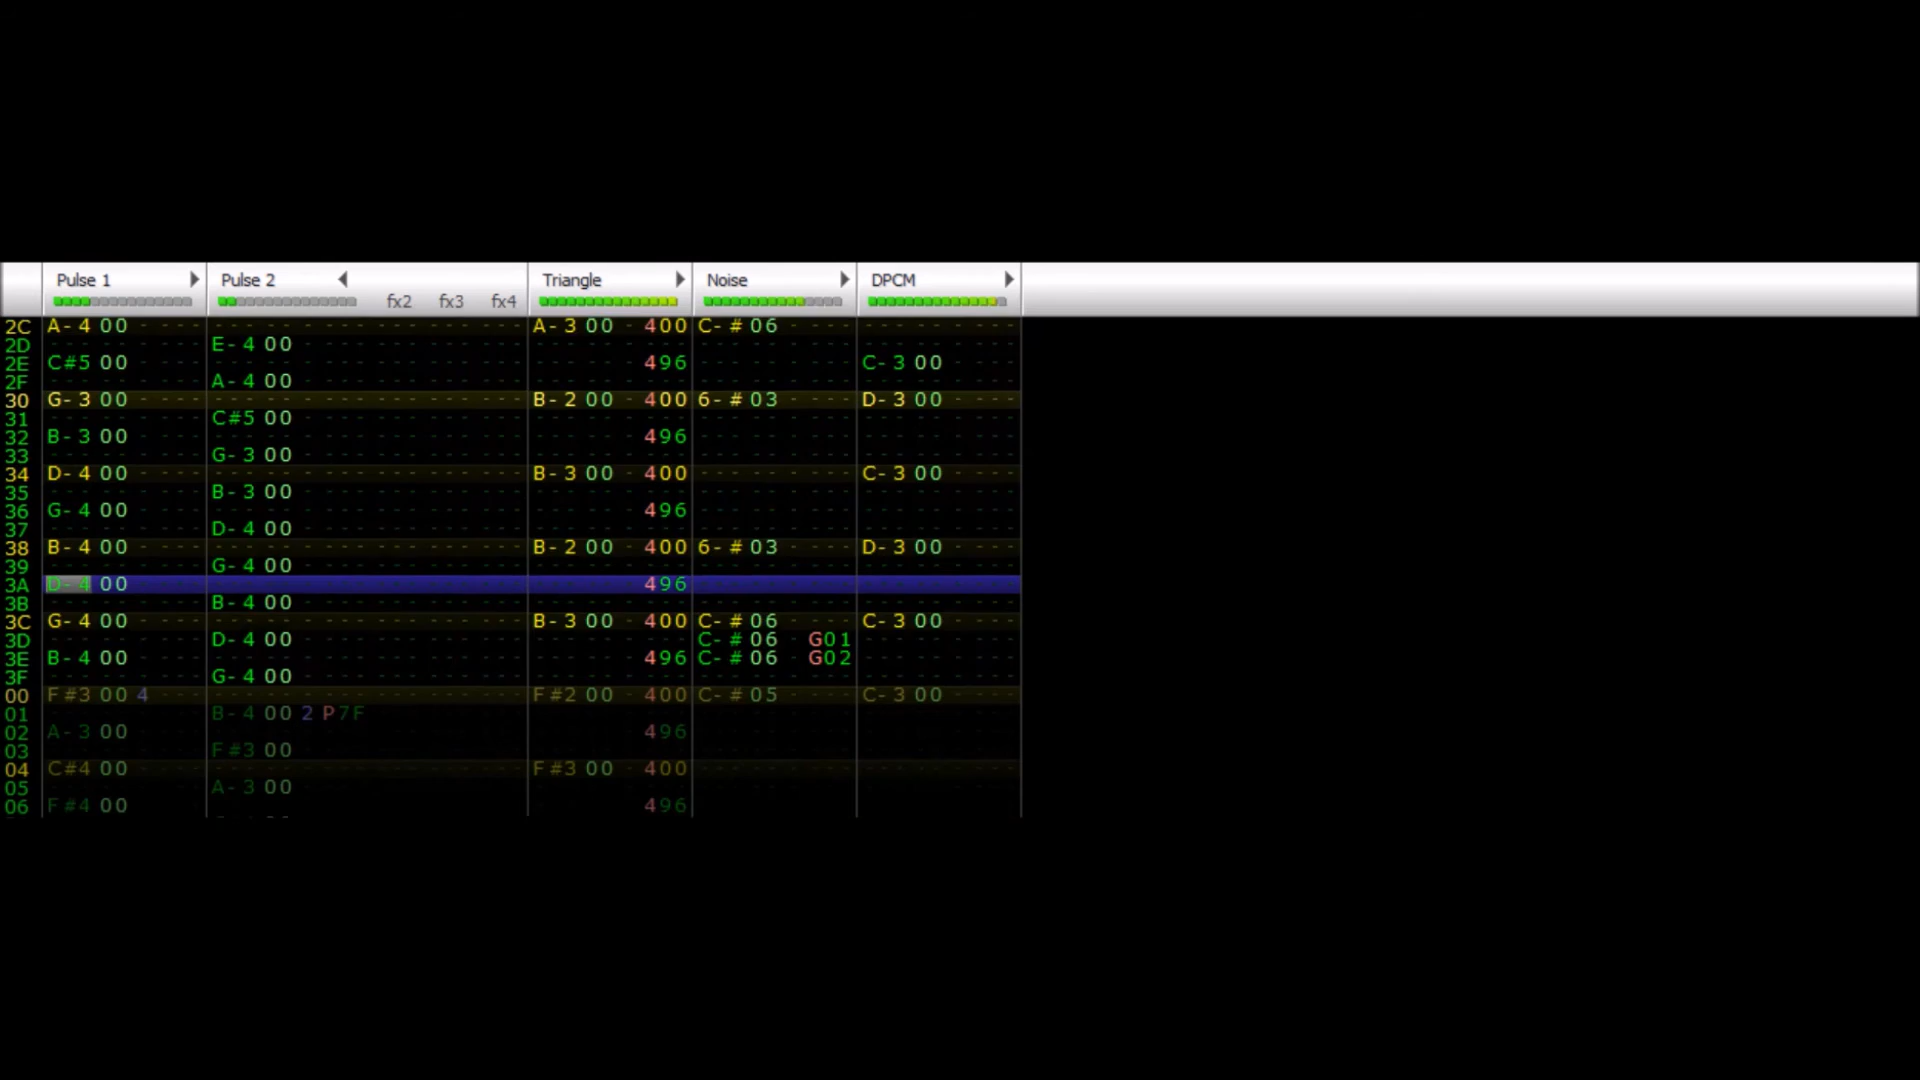 Pulse 1 Pulse 2 Triangle Noise DPCM
fx2 fx3 fx4
2C A-4 00 A-3 00 400 C-# 06
2D E-4 00
2E C#5 00 496 C-3 00
2F A-4 00
30 G-3 00 B-2 00 400 6-# 03 D-3 00
31 C#5 00
32 B-3 00 496
33 G-3 00
34 D-4 00 B-3 00 400 C-3 00
35 B-3 00
36 G-4 00 496
37 D-4 00
38 B-4 00 B-2 00 400 6-# 03 D-3 00
39 G-4 00
3A D-4 00 496
3B B-4 00
3C G-4 00 B-3 00 400 C-# 06 C-3 00
3D D-4 00 C-# 06 G01
3E B-4 00 496 C-# 06 G02
3F G-4 00
00 F#3 00 4 F#2 00 400 C-# 05 C-3 00
01 B-4 00 2 P7F
02 A-3 00 496
03 F#3 00
04 C#4 00 F#3 00 400
05 A-3 00
06 F#4 00 496